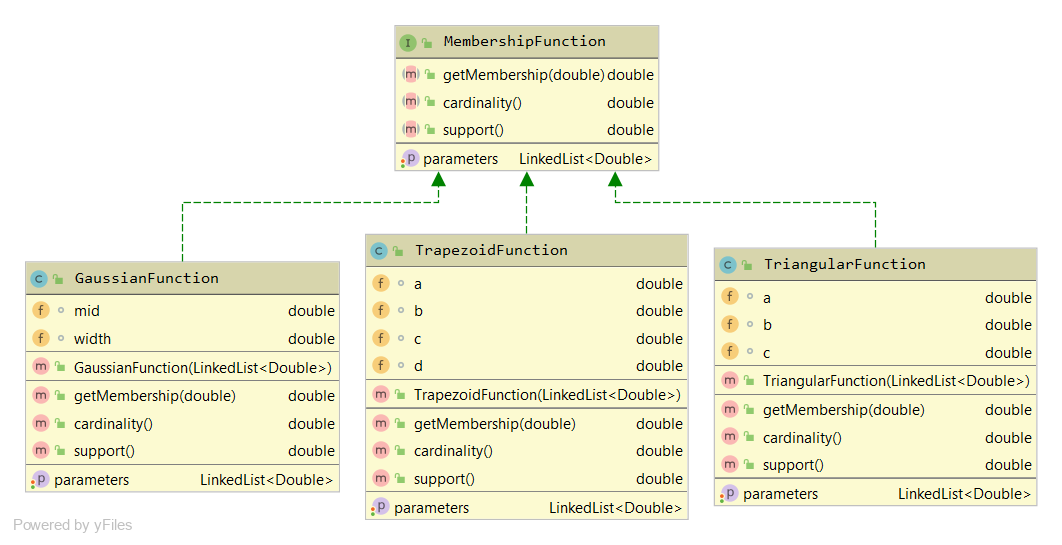 I MembershipFunction
m getMembership(double) double
m cardinality() double
m support() double
p parameters LinkedList<Double>
C GaussianFunction
f mid double
f width double
m GaussianFunction(LinkedList<Double>)
m getMembership(double) double
m cardinality() double
m support() double
p parameters LinkedList<Double>
C TrapezoidFunction
f a double
f b double
f c double
f d double
m TrapezoidFunction(LinkedList<Double>)
m getMembership(double) double
m cardinality() double
m support() double
p parameters LinkedList<Double>
C TriangularFunction
f a double
f b double
f c double
m TriangularFunction(LinkedList<Double>)
m getMembership(double) double
m cardinality() double
m support() double
p parameters LinkedList<Double>
Powered by yFiles